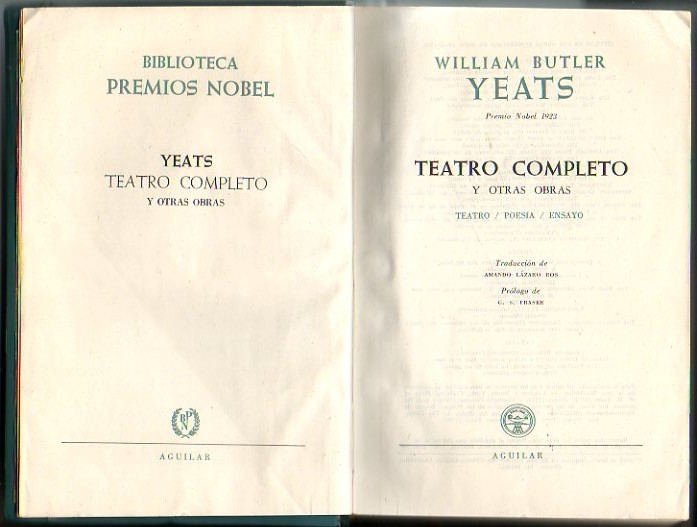 BIBLIOTECA
PREMIOS NOBEL
YEATS
TEATRO COMPLETO
Y OTRAS OBRAS
BPN
AGUILAR
WILLIAM BUTLER
YEATS
Premio Nobel 1923
TEATRO COMPLETO
Y OTRAS OBRAS
TEATRO / POESIA / ENSAYO
Traducción de
AMANDO LÁZARO ROS
Prólogo de
G. S. FRASER
AGUILAR